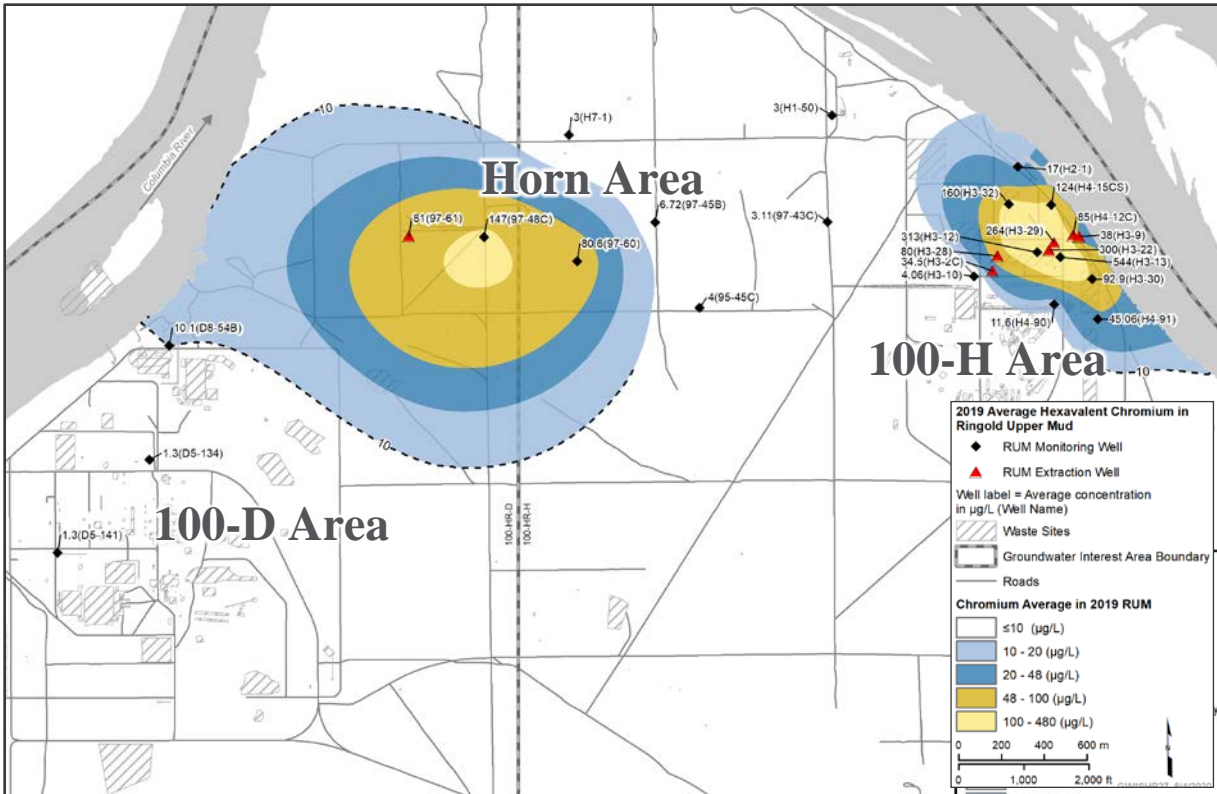 10
Columbia River
3(H7-1)
3(H1-50)
Horn Area
17(H2-1)
124(H4-15CS)
160(H3-32)
85(H4-12C)
6.72(97-45B)
3.11(97-43C)
81(97-61)
147(97-48C)
38(H3-9)
264(H3-29)
313(H3-12)
300(H3-22)
80(H3-28)
544(H3-13)
80.6(97-60)
34.5(H3-2C)
4.06(H3-10)
92.9(H3-30)
4(95-45C)
11.6(H4-90)
45.06(H4-91)
10.1(D8-54B)
100-H Area
10
10
1.3(D5-134)
100-D Area
1.3(D5-141)
100-HR-D
100-HR-H
2019 Average Hexavalent Chromium in
Ringold Upper Mud
RUM Monitoring Well
RUM Extraction Well
Well label = Average concentration
in µg/L (Well Name)
Waste Sites
Groundwater Interest Area Boundary
Roads
Chromium Average in 2019 RUM
≤10 (µg/L)
10 - 20 (µg/L)
20 - 48 (µg/L)
48 - 100 (µg/L)
100 - 480 (µg/L)
0 200 400 600 m
0 1,000 2,000 ft